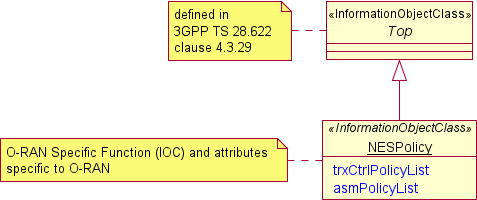 defined in
3GPP TS 28.622
clause 4.3.29
«InformationObjectClass»
Top
O-RAN Specific Function (IOC) and attributes
specific to O-RAN
«InformationObjectClass»
NESPolicy
trxCtrlPolicyList
asmPolicyList